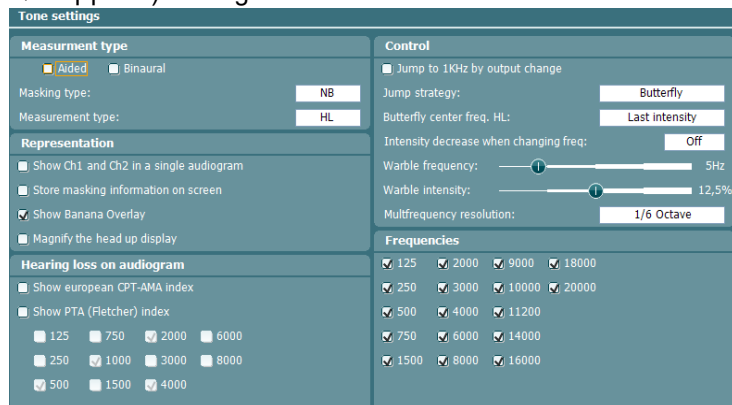 Tone settings
Measurment type
Aided Binaural
Masking type: NB
Measurement type: HL
Representation
Show Ch1 and Ch2 in a single audiogram
Store masking information on screen
Show Banana Overlay
Magnify the head up display
Hearing loss on audiogram
Show european CPT-AMA index
Show PTA (Fletcher) index
125 750 2000 6000
250 1000 3000 8000
500 1500 4000
Control
Jump to 1KHz by output change
Jump strategy: Butterfly
Butterfly center freq. HL: Last intensity
Intensity decrease when changing freq: Off
Warble frequency: 5Hz
Warble intensity: 12,5%
Multfrequency resolution: 1/6 Octave
Frequencies
125 2000 9000 18000
250 3000 10000 20000
500 4000 11200
750 6000 14000
1500 8000 16000